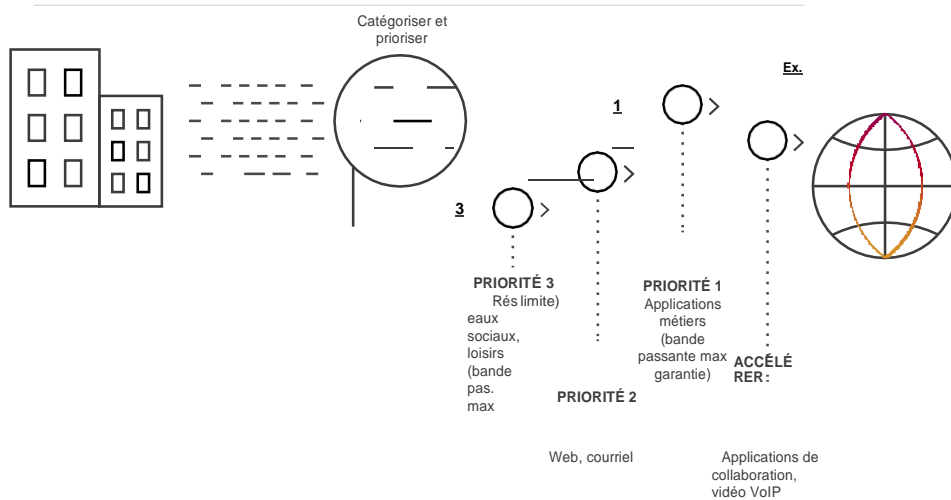 Catégoriser et
prioriser
Ex.
1
3
PRIORITÉ 3
Rés limite)
eaux
sociaux,
loisirs
(bande
pas.
max
PRIORITÉ 2
Web, courriel
PRIORITÉ 1
Applications
métiers
(bande
passante max
garantie)
ACCÉLÉ
RER :
Applications de
collaboration,
vidéo VoIP